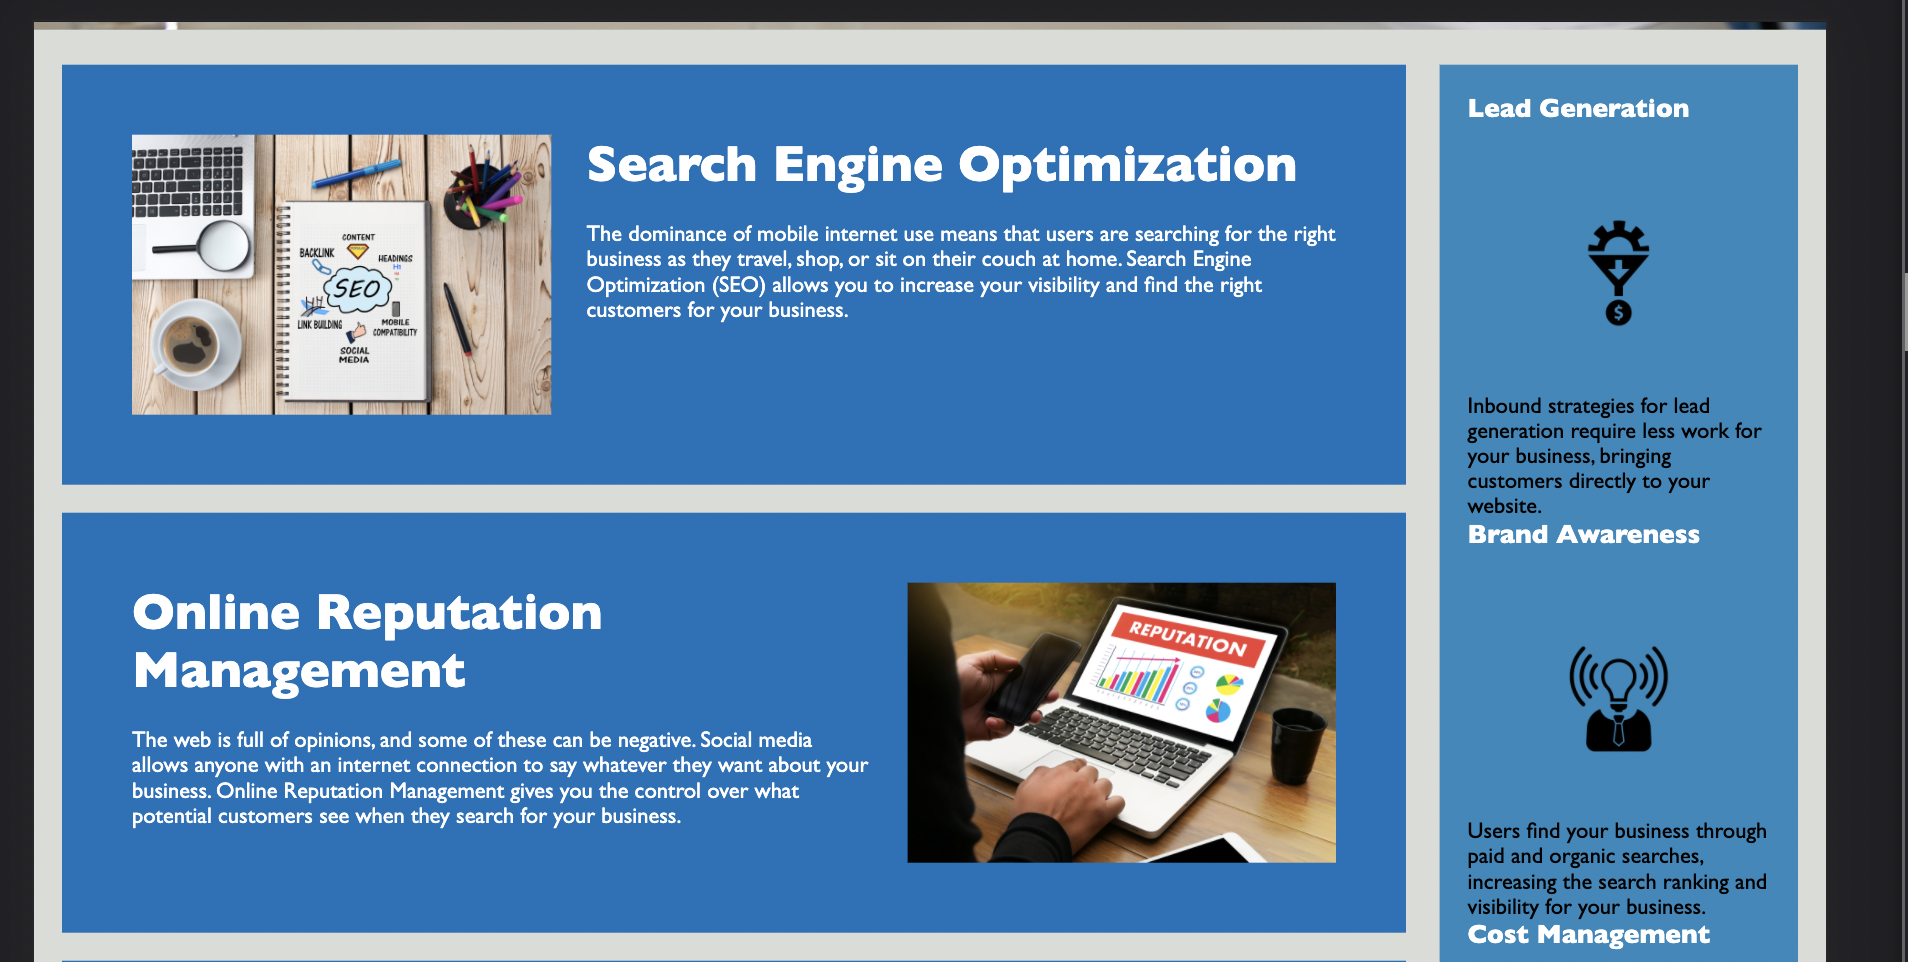 Search Engine Optimization
The dominance of mobile internet use means that users are searching for the right
business as they travel, shop, or sit on their couch at home. Search Engine
Optimization (SEO) allows you to increase your visibility and find the right
customers for your business.
CONTENT
BACKLINK
HEADINGS
H1
SEO
LINK BUILDING
MOBILE
COMPATIBILITY
SOCIAL
MEDIA
Online Reputation
Management
The web is full of opinions, and some of these can be negative. Social media
allows anyone with an internet connection to say whatever they want about your
business. Online Reputation Management gives you the control over what
potential customers see when they search for your business.
REPUTATION
Lead Generation
$
Inbound strategies for lead
generation require less work for
your business, bringing
customers directly to your
website.
Brand Awareness
Users find your business through
paid and organic searches,
increasing the search ranking and
visibility for your business.
Cost Management